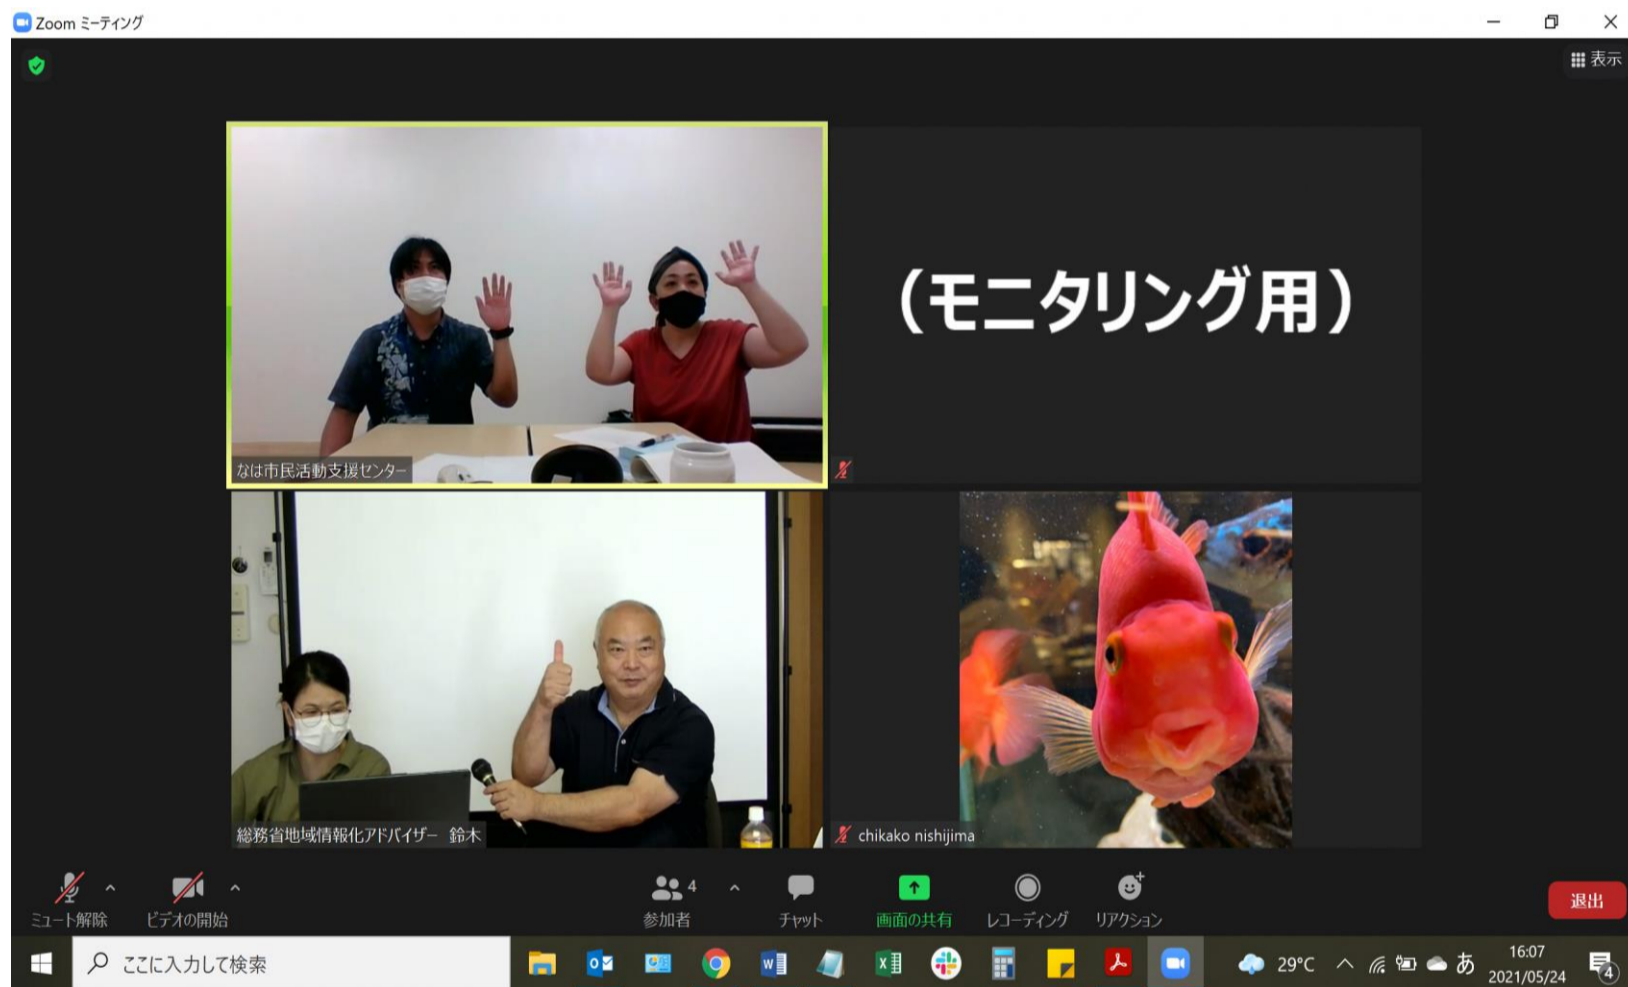 Zoom ミーティング
表示
なは市民活動支援センター
（モニタリング用）
総務省地域情報化アドバイザー 鈴木
chikako nishijima
ミュート解除
ビデオの開始
4
参加者
チャット
画面の共有
レコーディング
リアクション
退出
ここに入力して検索
29°C
あ
16:07
2021/05/24
4